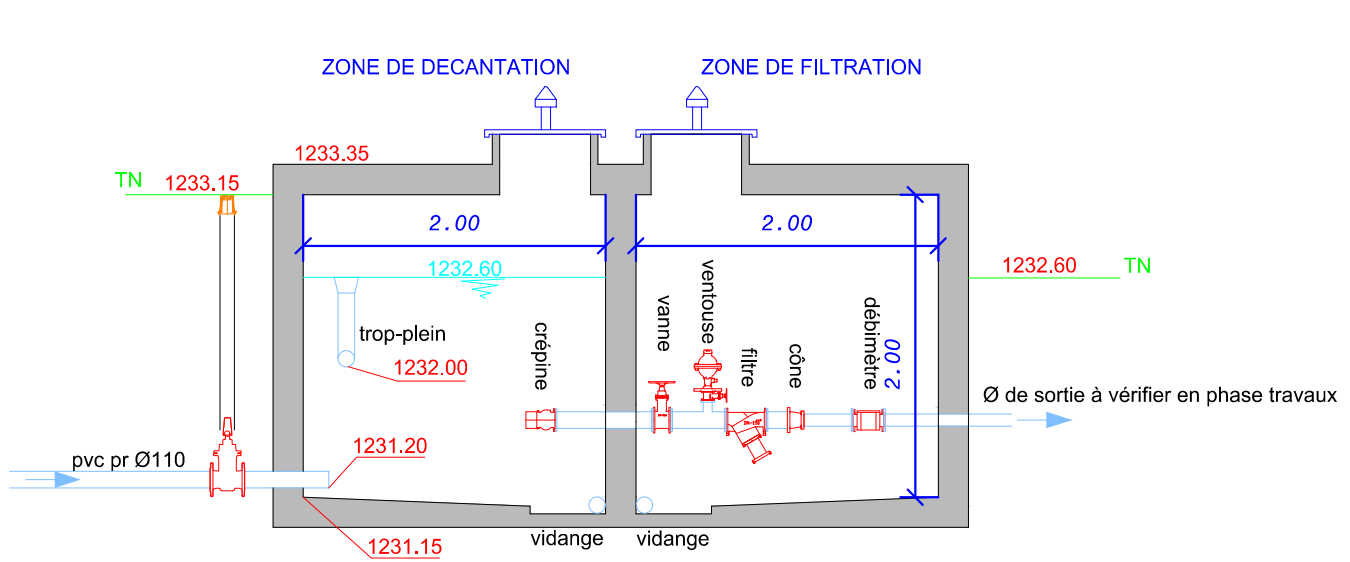 ZONE DE DECANTATION
ZONE DE FILTRATION
1233.35
TN
1233.15
2.00
2.00
1232.60
1232.60
TN
trop-plein
1232.00
crépine
vanne
ventouse
filtre
cône
débimètre
2.00
Ø de sortie à vérifier en phase travaux
pvc pr Ø110
1231.20
1231.15
vidange
vidange